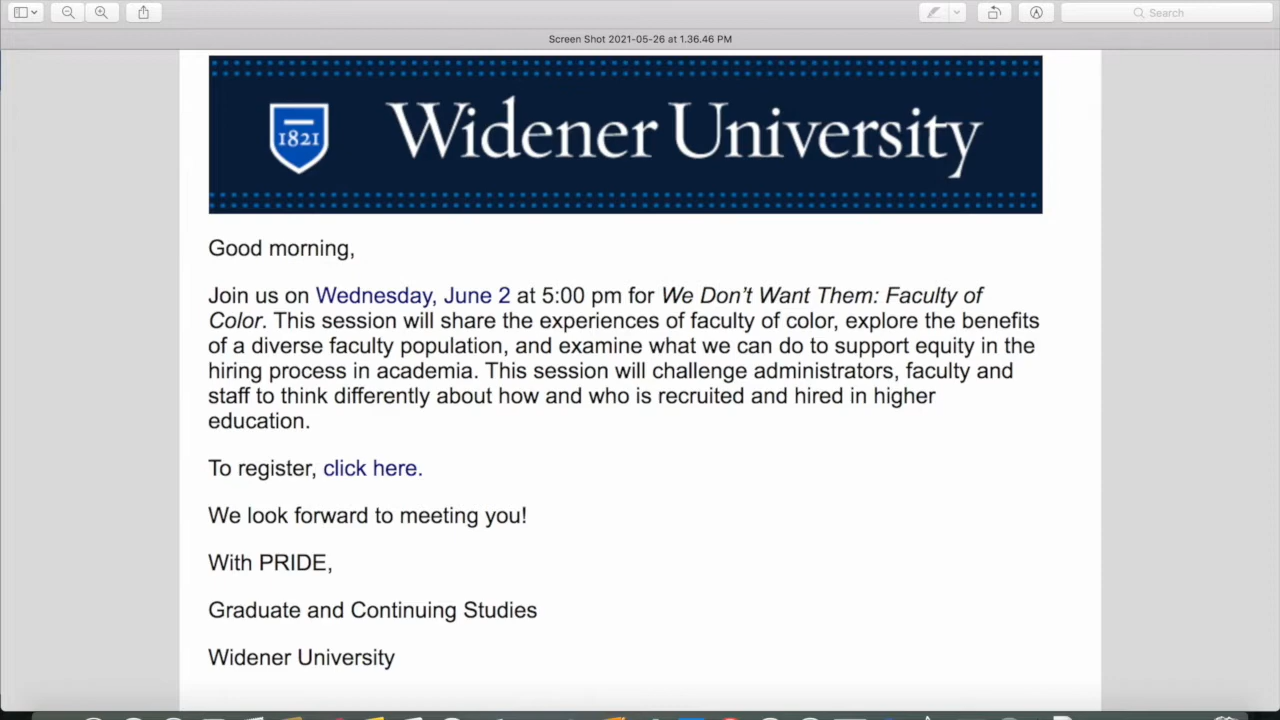 Search
Screen Shot 2021-05-26 at 1.36.46 PM
1821
Widener University
Good morning,
Join us on Wednesday, June 2 at 5:00 pm for We Don’t Want Them: Faculty of
Color. This session will share the experiences of faculty of color, explore the benefits
of a diverse faculty population, and examine what we can do to support equity in the
hiring process in academia. This session will challenge administrators, faculty and
staff to think differently about how and who is recruited and hired in higher
education.
To register, click here.
We look forward to meeting you!
With PRIDE,
Graduate and Continuing Studies
Widener University